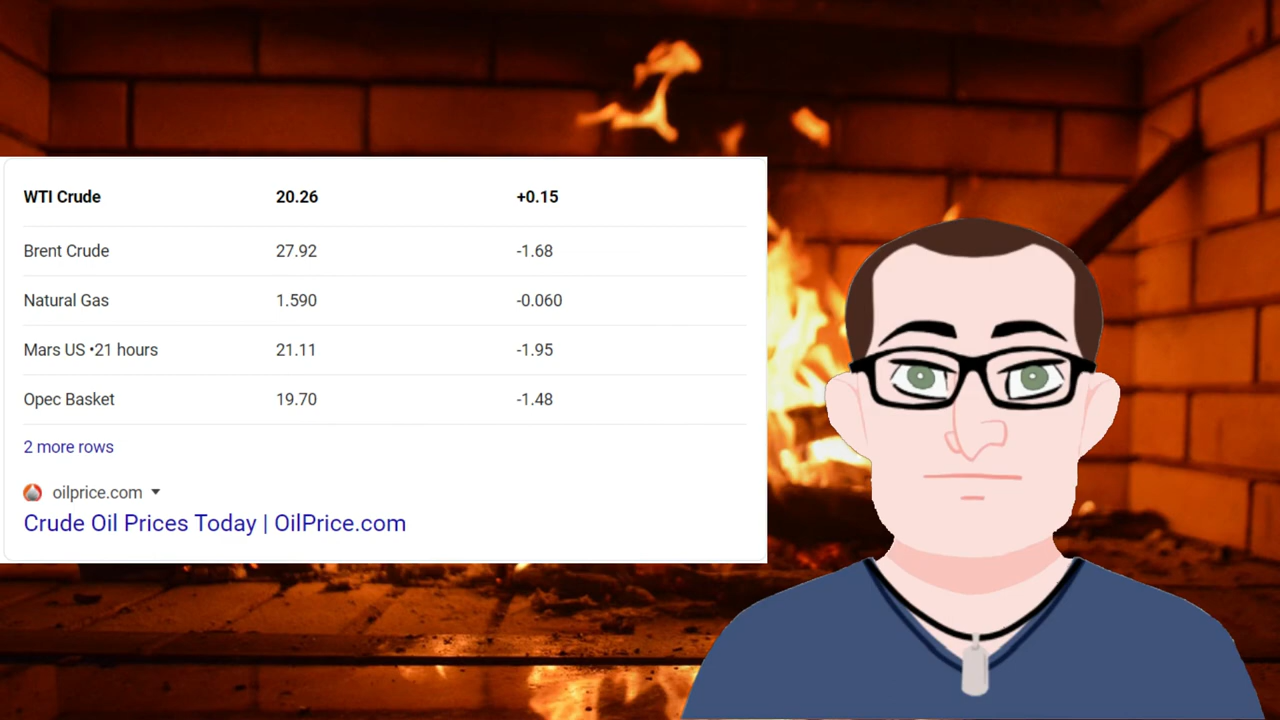 WTI Crude 20.26 +0.15
Brent Crude 27.92 -1.68
Natural Gas 1.590 -0.060
Mars US •21 hours 21.11 -1.95
Opec Basket 19.70 -1.48
2 more rows
oilprice.com
Crude Oil Prices Today | OilPrice.com